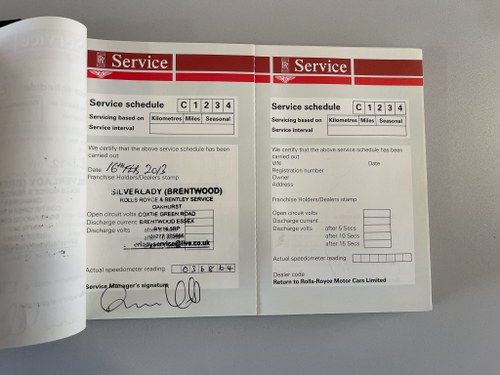 Service
Service schedule C 1 2 3 4
Servicing based on Kilometres Miles Seasonal
Service interval
We certify that the above service schedule has been
carried out
Date 16TH FEB 2013
Franchise Holders/Dealers stamp
SILVERLADY (BRENTWOOD)
ROLLS ROYCE & BENTLEY SERVICE
OAKHURST
Open circuit volts COXTIE GREEN ROAD
Discharge current BRENTWOOD ESSEX
Discharge volts
Actual speedometer reading
Service Manager's signature
Service
Service schedule C 1 2 3 4
Servicing based on Kilometres Miles Seasonal
Service interval
We certify that the above service schedule has been
carried out
VIN Date
Registration number
Owner
Address
Franchise Holders/Dealers stamp
Open circuit volts
Discharge current
Discharge volts after 5 Secs
after 10 Secs
after 15 Secs
Actual speedometer reading
Dealer code
Return to Rolls-Royce Motor Cars Limited